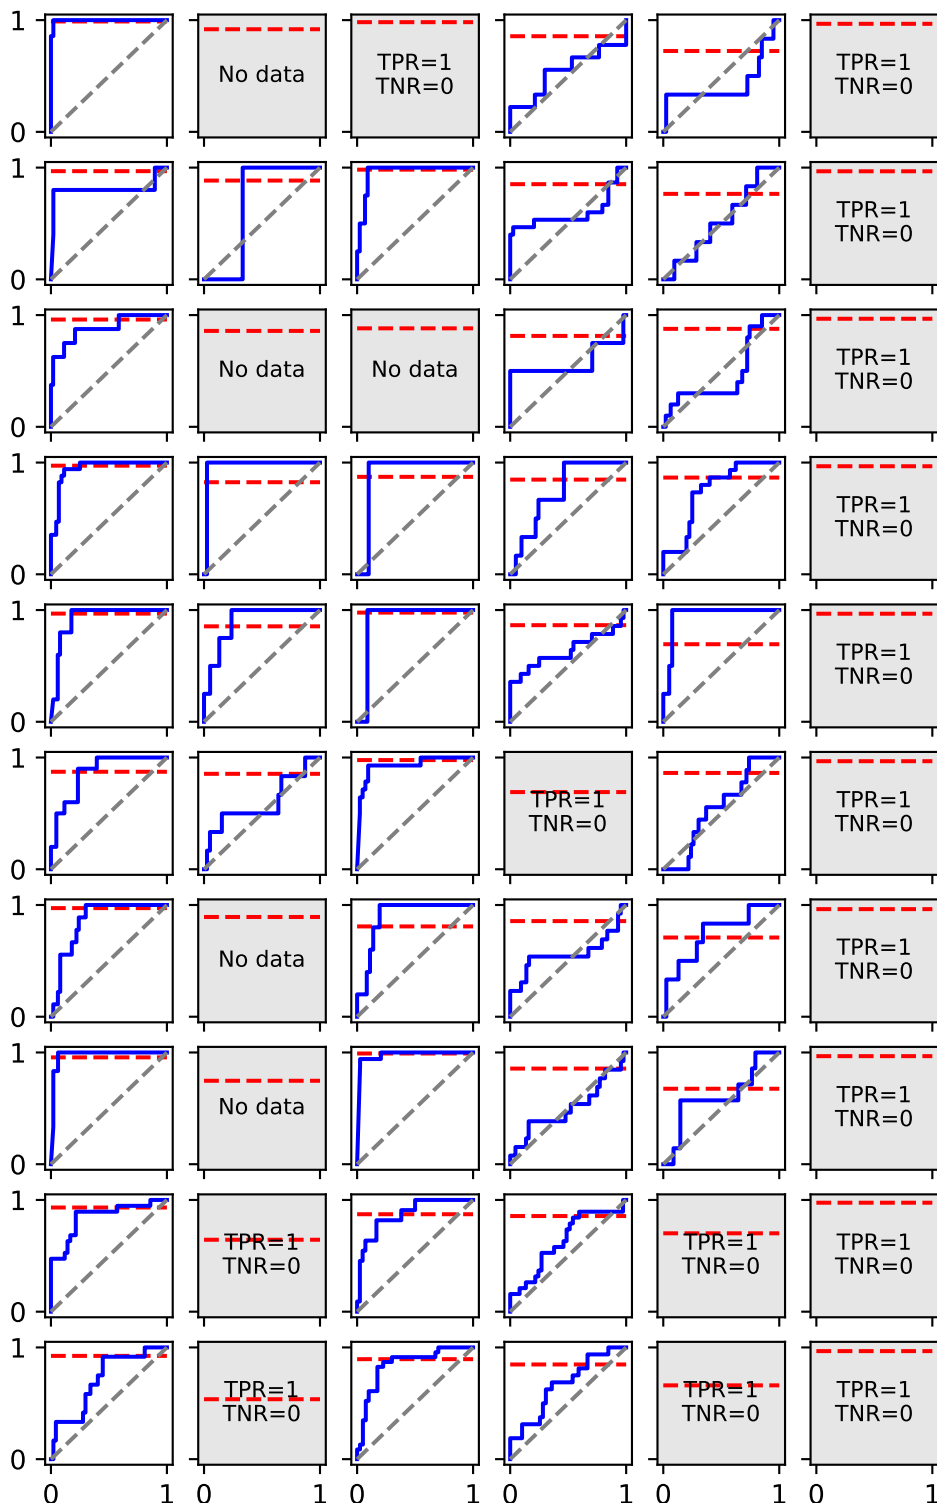 1
No data
TPR=1
TNR=0
TPR=1
TNR=0
0
1
TPR=1
TNR=0
0
1
No data
No data
TPR=1
TNR=0
0
1
TPR=1
TNR=0
0
1
TPR=1
TNR=0
0
1
TPR=1
TNR=0
TPR=1
TNR=0
0
1
No data
TPR=1
TNR=0
0
1
No data
TPR=1
TNR=0
0
1
TPR=1
TNR=0
TPR=1
TNR=0
TPR=1
TNR=0
0
1
TPR=1
TNR=0
TPR=1
TNR=0
TPR=1
TNR=0
0
0 1 0 1 0 1 0 1 0 1 0 1